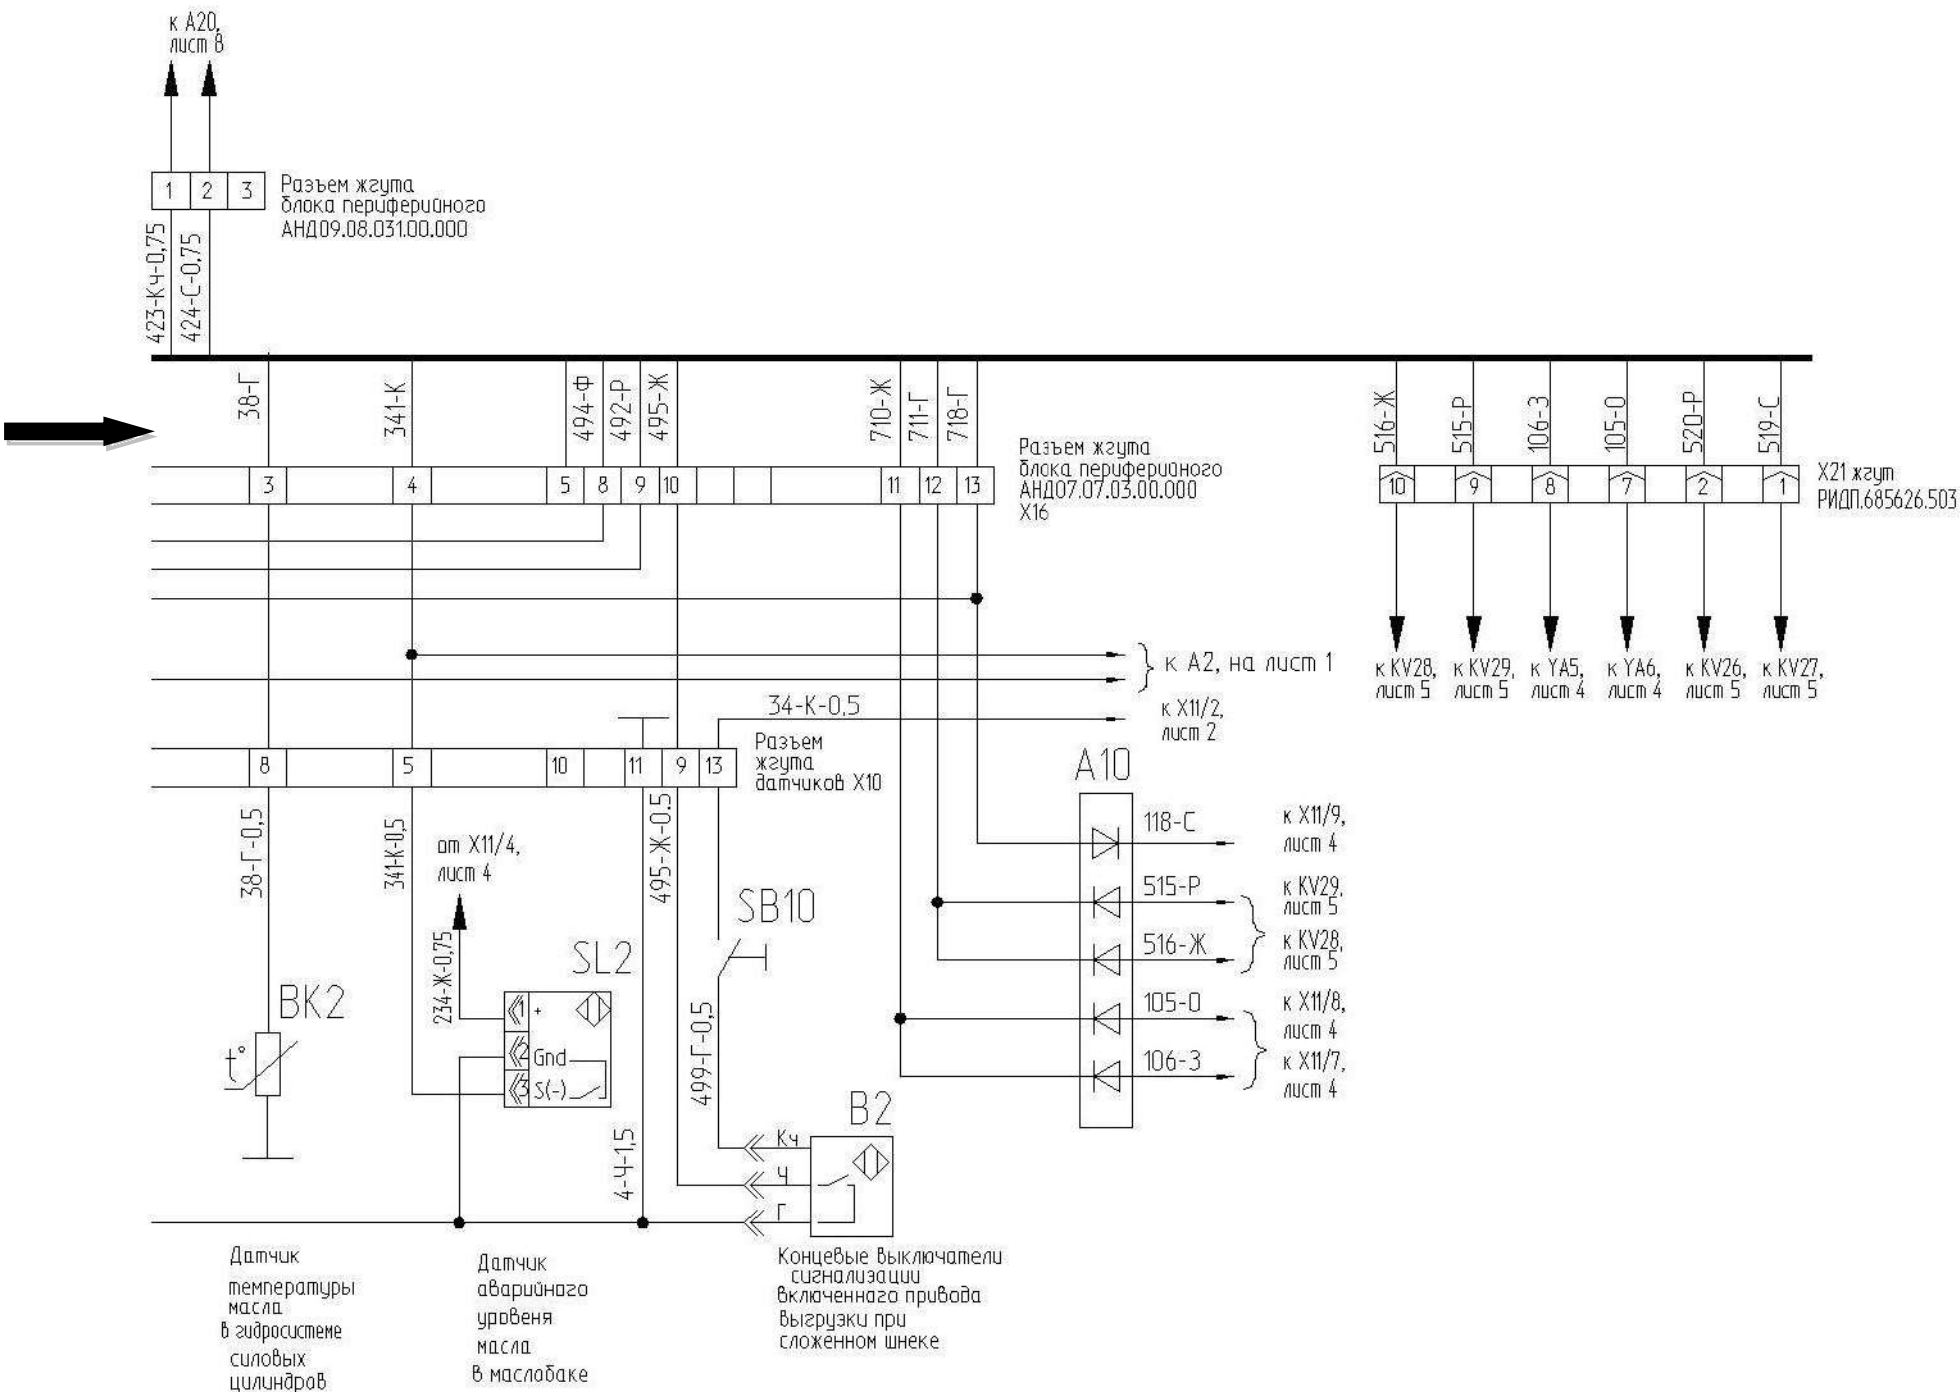 к А20,
лист 8
1 2 3
Разъем жгута
блока периферийного
АНД09.08.031.00.000
423-Кч-0,75
424-С-0,75
38-Г
341-К
494-Ф
492-Р
495-Ж
710-Ж
711-Г
718-Г
516-Ж
515-Р
106-З
105-О
520-Р
519-С
3 4 5 8 9 10 11 12 13
Разъем жгута
блока периферийного
АНД07.07.03.00.000
Х16
10 9 8 7 2 1
Х21 жгут
РИДП.685626.503
к KV28,
лист 5
к KV29,
лист 5
к YA5,
лист 4
к YA6,
лист 4
к KV26,
лист 5
к KV27,
лист 5
к А2, на лист 1
34-К-0,5
к Х11/2,
лист 2
8 5 10 11 9 13
Разъем
жгута
датчиков Х10
38-Г-0,5
341-К-0,5
от Х11/4,
лист 4
234-Ж-0,75
495-Ж-0.5
SB10
499-Г-0,5
4-Ч-1,5
A10
118-С
к Х11/9,
лист 4
515-Р
к KV29,
лист 5
516-Ж
к KV28,
лист 5
105-О
к Х11/8,
лист 4
106-З
к Х11/7,
лист 4
BK2
t°
SL2
1 +
2 Gnd
3 S(-)
B2
Кч
Ч
Г
Датчик
температуры
масла
в гидросистеме
силовых
цилиндров
Датчик
аварийного
уровеня
масла
в маслобаке
Концевые выключатели
сигнализации
включенного привода
выгрузки при
сложенном шнеке